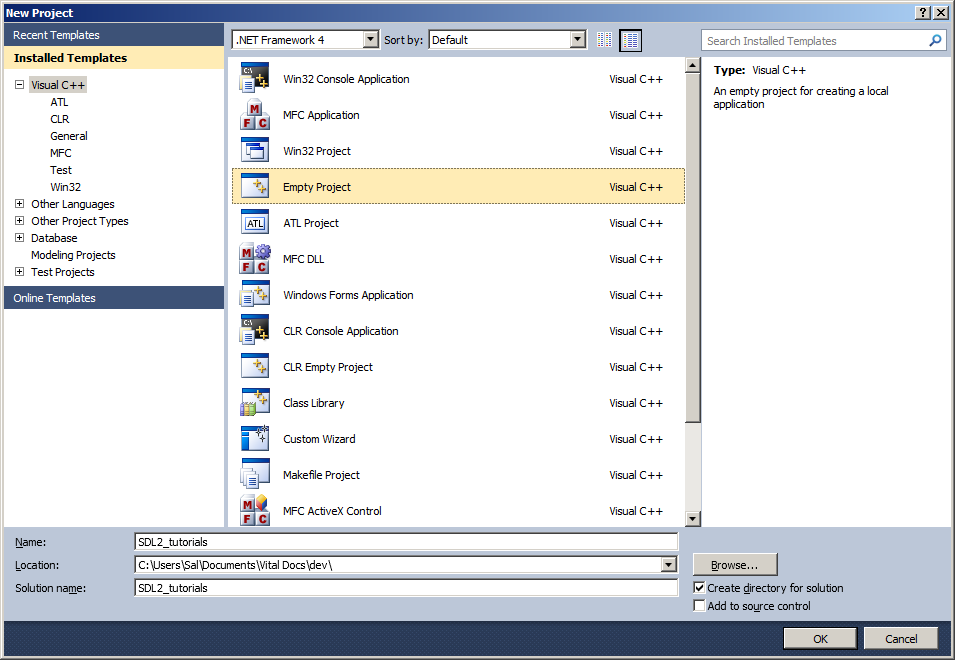 New Project
Recent Templates
Installed Templates
Visual C++
ATL
CLR
General
MFC
Test
Win32
Other Languages
Other Project Types
Database
Modeling Projects
Test Projects
Online Templates
.NET Framework 4 Sort by: Default
Win32 Console Application Visual C++
MFC Application Visual C++
Win32 Project Visual C++
Empty Project Visual C++
ATL Project Visual C++
MFC DLL Visual C++
Windows Forms Application Visual C++
CLR Console Application Visual C++
CLR Empty Project Visual C++
Class Library Visual C++
Custom Wizard Visual C++
Makefile Project Visual C++
MFC ActiveX Control Visual C++
Search Installed Templates
Type: Visual C++
An empty project for creating a local
application
Name: SDL2_tutorials
Location: C:\Users\Sal\Documents\Vital Docs\dev\ Browse...
Solution name: SDL2_tutorials
Create directory for solution
Add to source control
OK Cancel